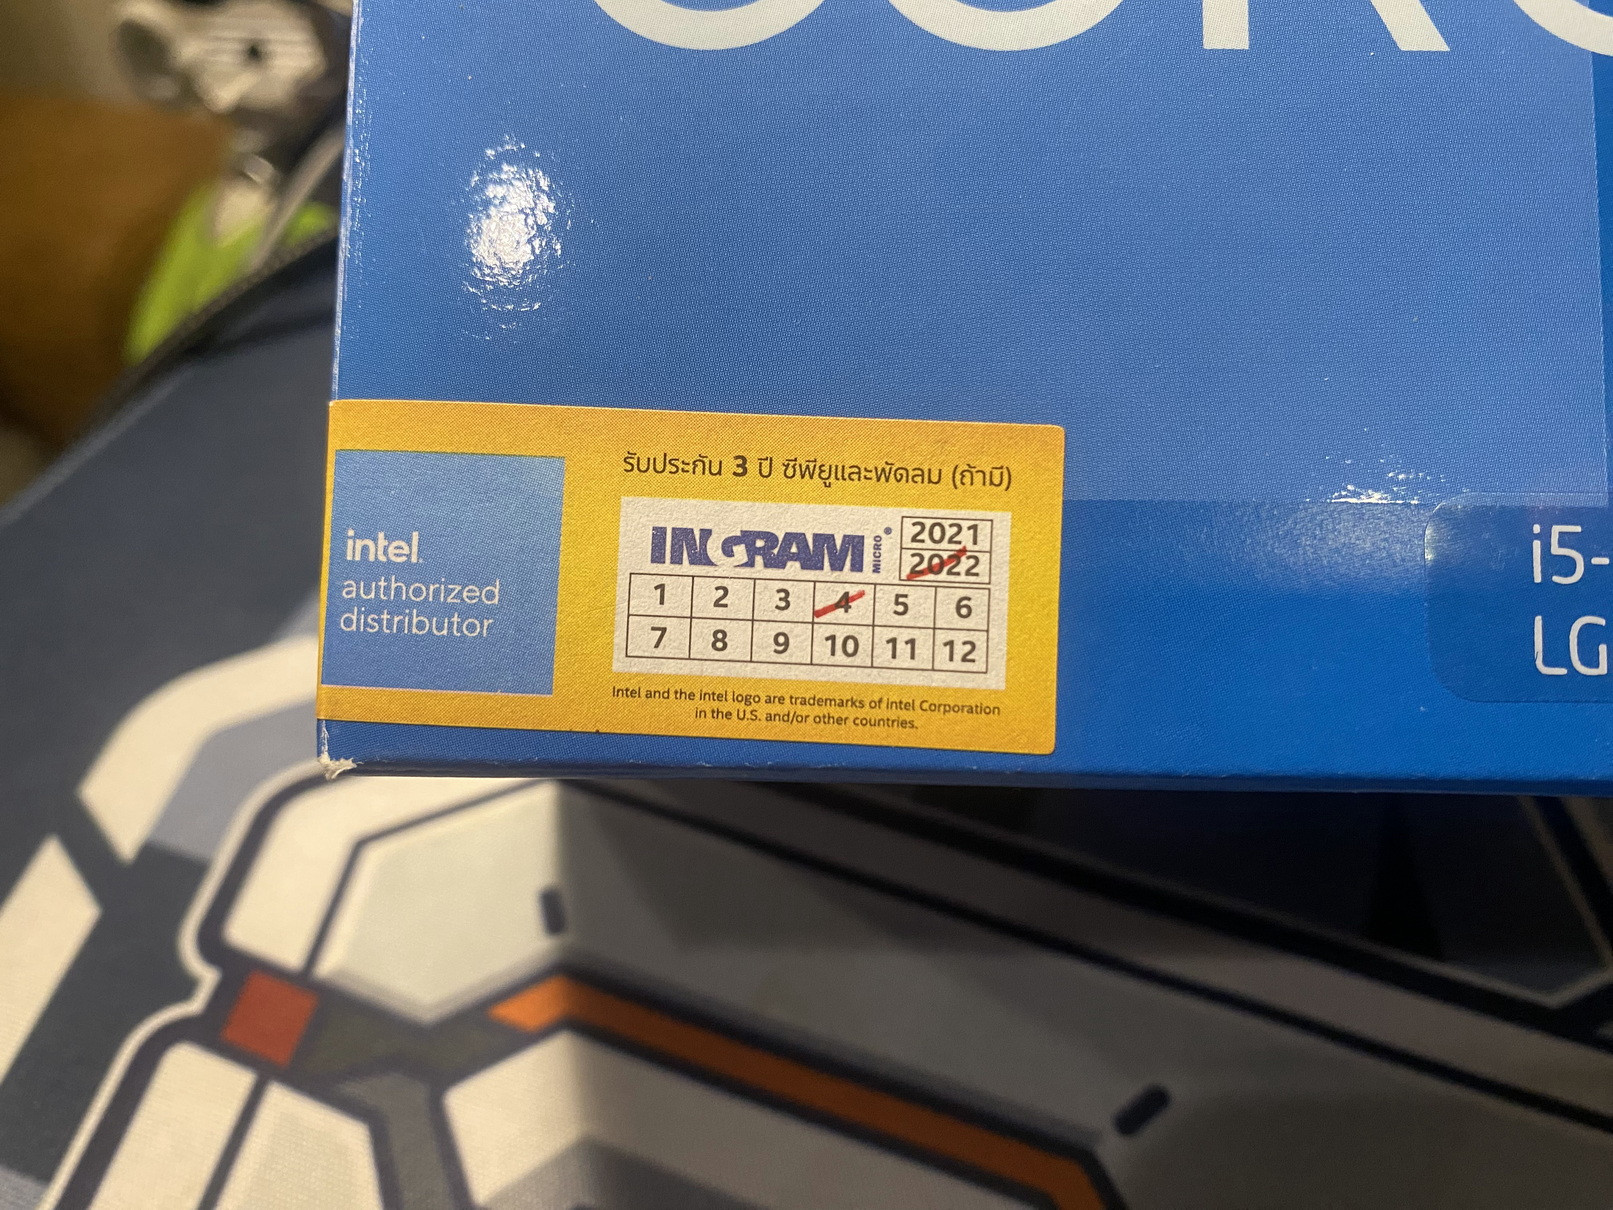 รับประกัน 3 ปี ซีพียูและพัดลม (ถ้ามี)
intel
authorized
distributor
INGRAM MICRO®
2021
2022
1 2 3 4 5 6
7 8 9 10 11 12
Intel and the Intel logo are trademarks of Intel Corporation
in the U.S. and/or other countries.
i5-
LG